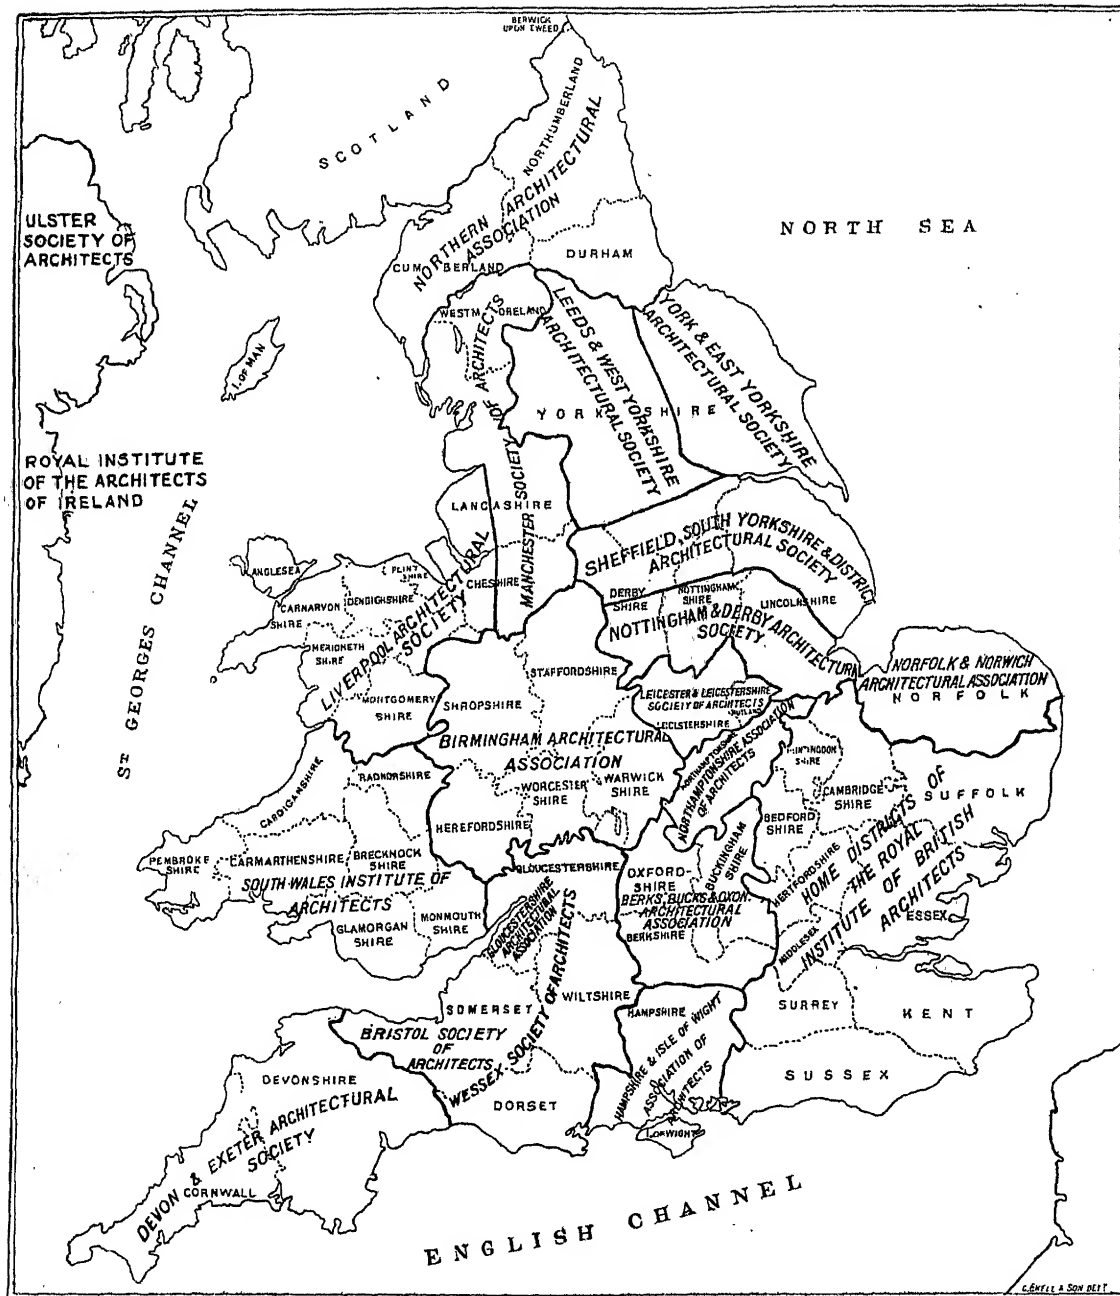 BERWICK
UPON TWEED
SCOTLAND
NORTHUMBERLAND
NORTHERN ARCHITECTURAL
ASSOCIATION
CUMBERLAND
DURHAM
NORTH SEA
ULSTER
SOCIETY OF
ARCHITECTS
WESTMORELAND
I. OF MAN
LEEDS & WEST YORKSHIRE
ARCHITECTURAL SOCIETY
YORK & EAST YORKSHIRE
ARCHITECTURAL SOCIETY
YORKSHIRE
ROYAL INSTITUTE
OF THE ARCHITECTS
OF IRELAND
ST GEORGES CHANNEL
LANCASHIRE
MANCHESTER SOCIETY OF ARCHITECTS
SHEFFIELD, SOUTH YORKSHIRE & DISTRICT
ARCHITECTURAL SOCIETY
ANGLESEA
FLINT
SHIRE
CHESHIRE
CARNARVON
SHIRE
DENBIGHSHIRE
LIVERPOOL ARCHITECTURAL
SOCIETY
DERBY
SHIRE
NOTTINGHAM
SHIRE
LINCOLNSHIRE
NOTTINGHAM & DERBY ARCHITECTURAL
SOCIETY
MERIONETH
SHIRE
MONTGOMERY
SHIRE
SHROPSHIRE
STAFFORDSHIRE
LEICESTER & LEICESTERSHIRE
SOCIETY OF ARCHITECTS
RUTLAND
LEICESTERSHIRE
NORFOLK & NORWICH
ARCHITECTURAL ASSOCIATION
NORFOLK
BIRMINGHAM ARCHITECTURAL
ASSOCIATION
NORTHAMPTONSHIRE
NORTHAMPTONSHIRE ASSOCIATION
OF ARCHITECTS
HUNTINGDON
SHIRE
CAMBRIDGE
SHIRE
SUFFOLK
RADNORSHIRE
CARDIGANSHIRE
WORCESTER
SHIRE
WARWICK
SHIRE
HEREFORDSHIRE
BEDFORD
SHIRE
PEMBROKE
SHIRE
CARMARTHENSHIRE
BRECKNOCK
SHIRE
SOUTH WALES INSTITUTE OF
ARCHITECTS
GLAMORGAN
SHIRE
MONMOUTH
SHIRE
GLOUCESTERSHIRE
GLOUCESTERSHIRE
ARCHITECTURAL
ASSOCIATION
OXFORD-
SHIRE
BUCKINGHAM
SHIRE
BERKS, BUCKS & OXON.
ARCHITECTURAL
ASSOCIATION
BERKSHIRE
HERTFORDSHIRE
MIDDLESEX
HOME DISTRICTS OF
THE ROYAL
INSTITUTE OF BRITISH
ARCHITECTS
ESSEX
SOMERSET
WILTSHIRE
WESSEX SOCIETY OF ARCHITECTS
BRISTOL SOCIETY
OF
ARCHITECTS
HAMPSHIRE
HAMPSHIRE & ISLE OF WIGHT
ASSOCIATION OF
ARCHITECTS
SURREY
KENT
SUSSEX
DEVONSHIRE
DORSET
I. OF WIGHT
DEVON & EXETER ARCHITECTURAL
SOCIETY
CORNWALL
ENGLISH CHANNEL